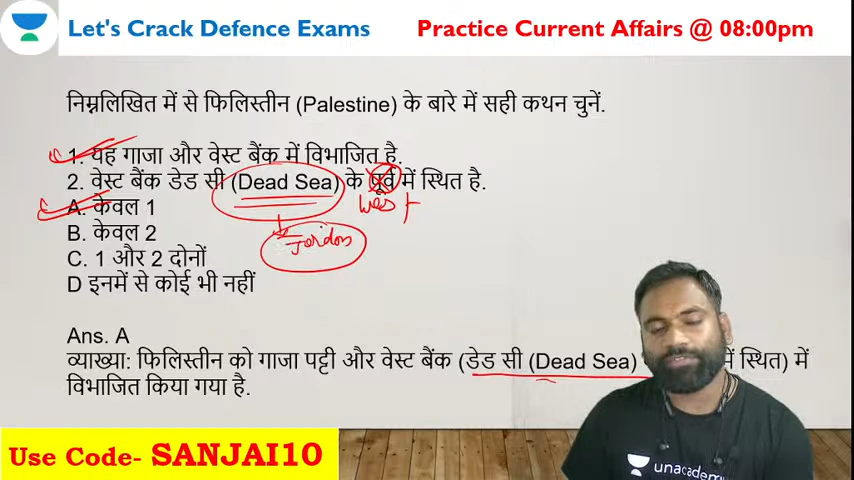 Let's Crack Defence Exams
Practice Current Affairs @ 08:00pm
निम्नलिखित में से फिलिस्तीन (Palestine) के बारे में सही कथन चुनें.
1. यह गाजा और वेस्ट बैंक में विभाजित है.
2. वेस्ट बैंक डेड सी (Dead Sea) के पूर्व में स्थित है.
West
A. केवल 1
B. केवल 2
Jordon
C. 1 और 2 दोनों
D इनमें से कोई भी नहीं
Ans. A
व्याख्या: फिलिस्तीन को गाजा पट्टी और वेस्ट बैंक (डेड सी (Dead Sea) में स्थित) में
विभाजित किया गया है.
Use Code- SANJAI10
unacademy